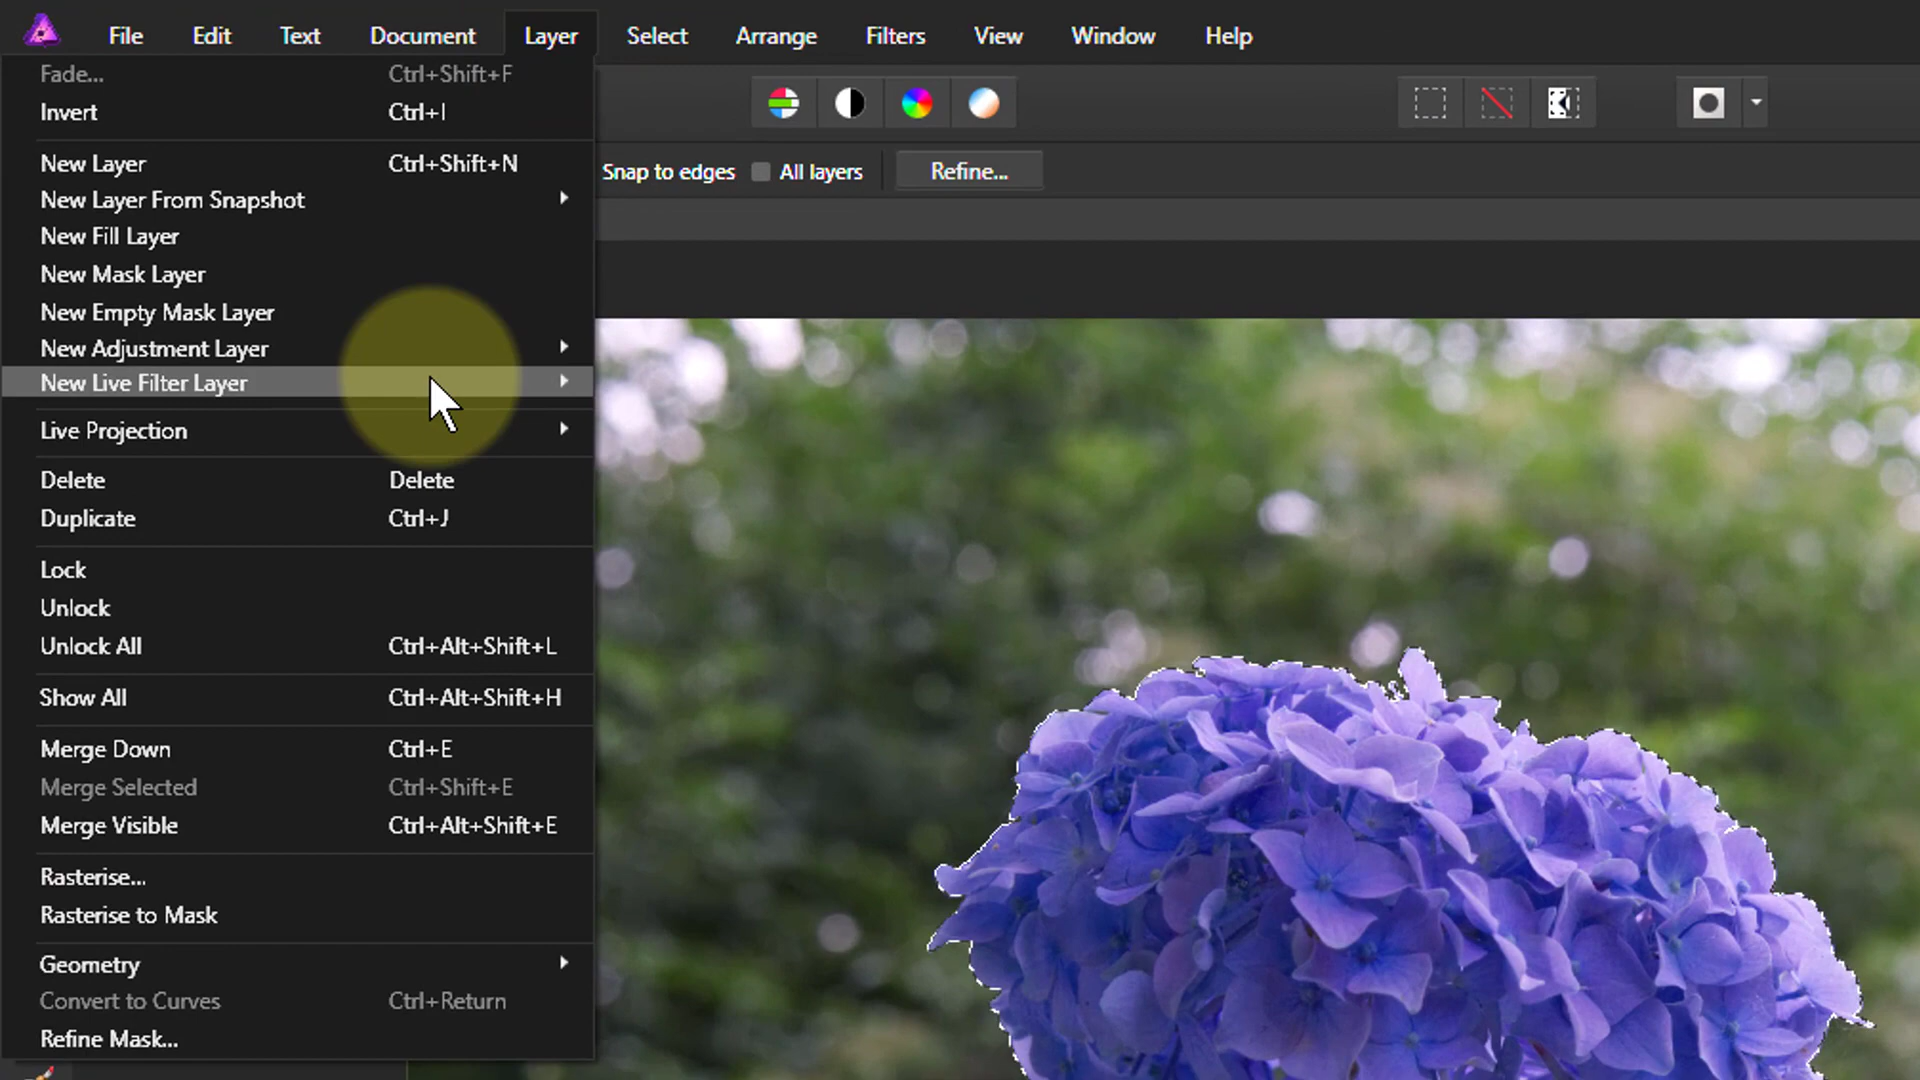 File Edit Text Document Layer Select Arrange Filters View Window Help
Fade... Ctrl+Shift+F
Invert Ctrl+I
New Layer Ctrl+Shift+N
Snap to edges All layers Refine...
New Layer From Snapshot
New Fill Layer
New Mask Layer
New Empty Mask Layer
New Adjustment Layer
New Live Filter Layer
Live Projection
Delete Delete
Duplicate Ctrl+J
Lock
Unlock
Unlock All Ctrl+Alt+Shift+L
Show All Ctrl+Alt+Shift+H
Merge Down Ctrl+E
Merge Selected Ctrl+Shift+E
Merge Visible Ctrl+Alt+Shift+E
Rasterise...
Rasterise to Mask
Geometry
Convert to Curves Ctrl+Return
Refine Mask...